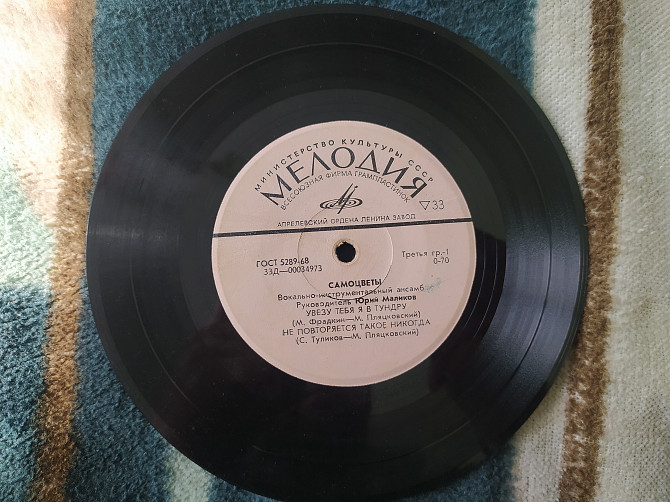 МИНИСТЕРСТВО КУЛЬТУРЫ СССР
МЕЛОДИЯ
ВСЕСОЮЗНАЯ ФИРМА ГРАМПЛАСТИНОК
▽ 33
АПРЕЛЕВСКИЙ ОРДЕНА ЛЕНИНА ЗАВОД
ГОСТ 5289-68
Третья гр.-1
33Д—00034973
0-70
САМОЦВЕТЫ
Вокально-инструментальный ансамбль
Руководитель Юрий Маликов
УВЕЗУ ТЕБЯ Я В ТУНДРУ
(М. Фрадкин—М. Пляцковский)
НЕ ПОВТОРЯЕТСЯ ТАКОЕ НИКОГДА
(С. Туликов—М. Пляцковский)